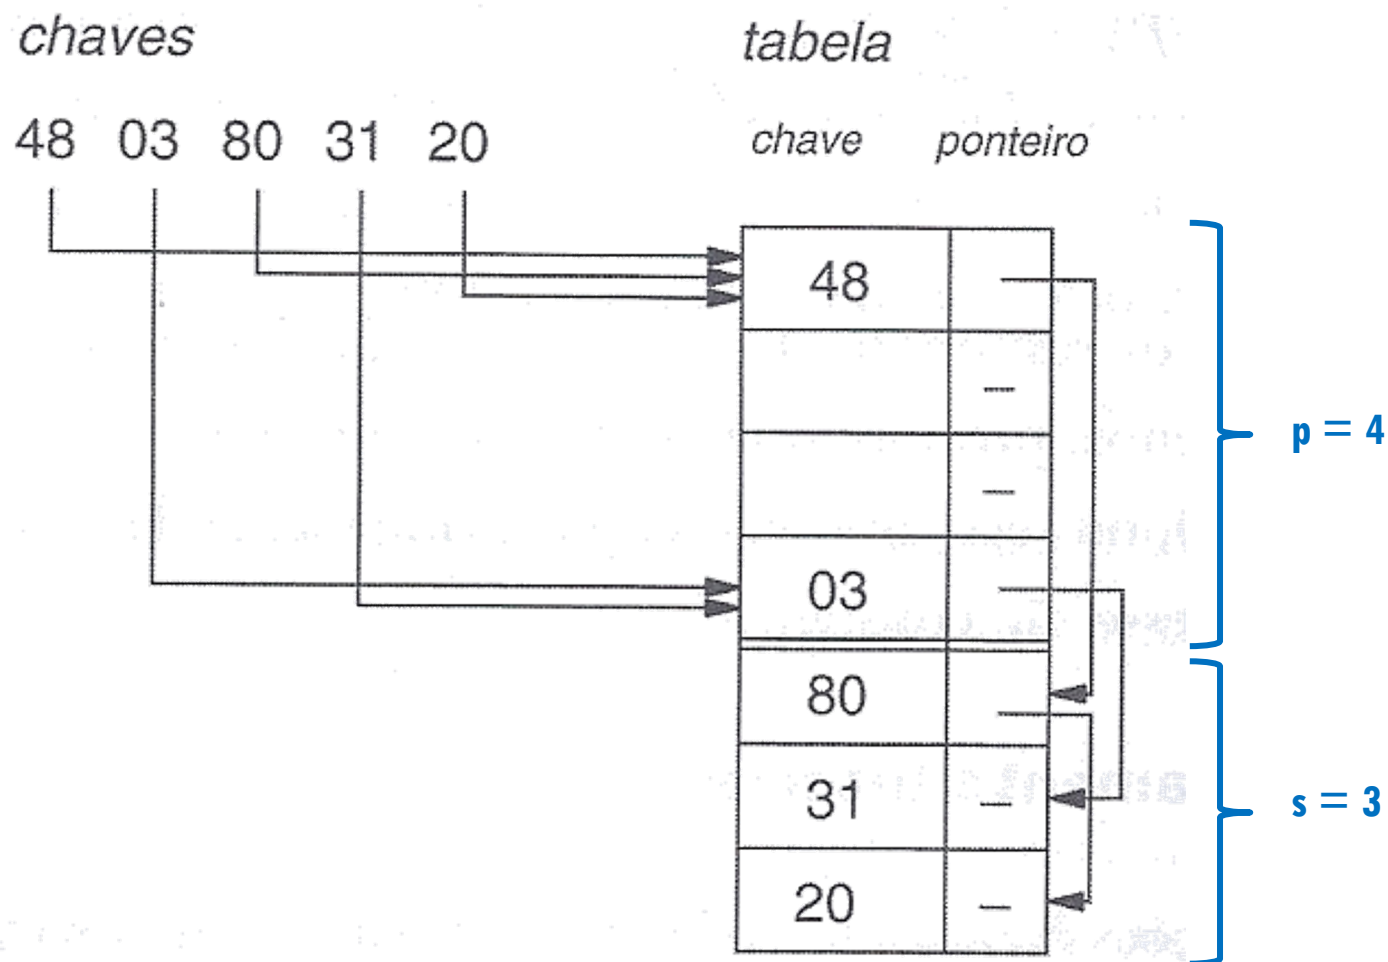 chaves tabela
48 03 80 31 20 chave ponteiro
48
–
–
p = 4
03
80
31 –
s = 3
20 –